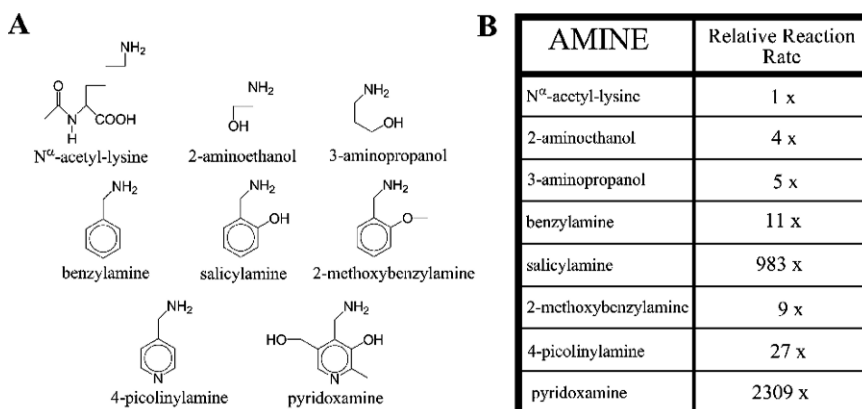 A
NH₂
O
N
H
COOH
Nα-acetyl-lysine
NH₂
OH
2-aminoethanol
NH₂
OH
3-aminopropanol
NH₂
benzylamine
NH₂
OH
salicylamine
NH₂
O
2-methoxybenzylamine
NH₂
N
4-picolinylamine
NH₂
HO
OH
N
pyridoxamine
B
AMINE Relative Reaction
Rate
Nα-acetyl-lysine 1 x
2-aminoethanol 4 x
3-aminopropanol 5 x
benzylamine 11 x
salicylamine 983 x
2-methoxybenzylamine 9 x
4-picolinylamine 27 x
pyridoxamine 2309 x